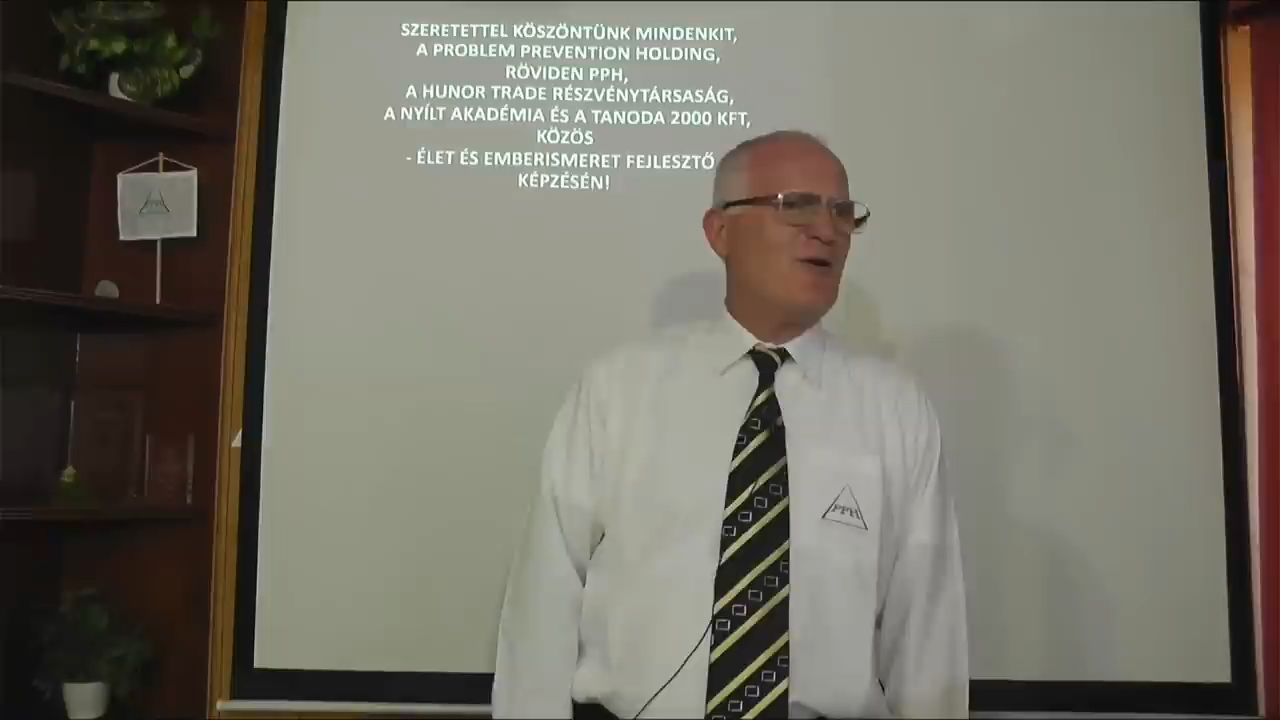 SZERETETTEL KÖSZÖNTÜNK MINDENKIT,
A PROBLEM PREVENTION HOLDING,
RÖVIDEN PPH,
A HUNOR TRADE RÉSZVÉNYTÁRSASÁG,
A NYÍLT AKADÉMIA ÉS A TANODA 2000 KFT,
KÖZÖS
- ÉLET ÉS EMBERISMERET FEJLESZTŐ
KÉPZÉSÉN!
PPH
PPH